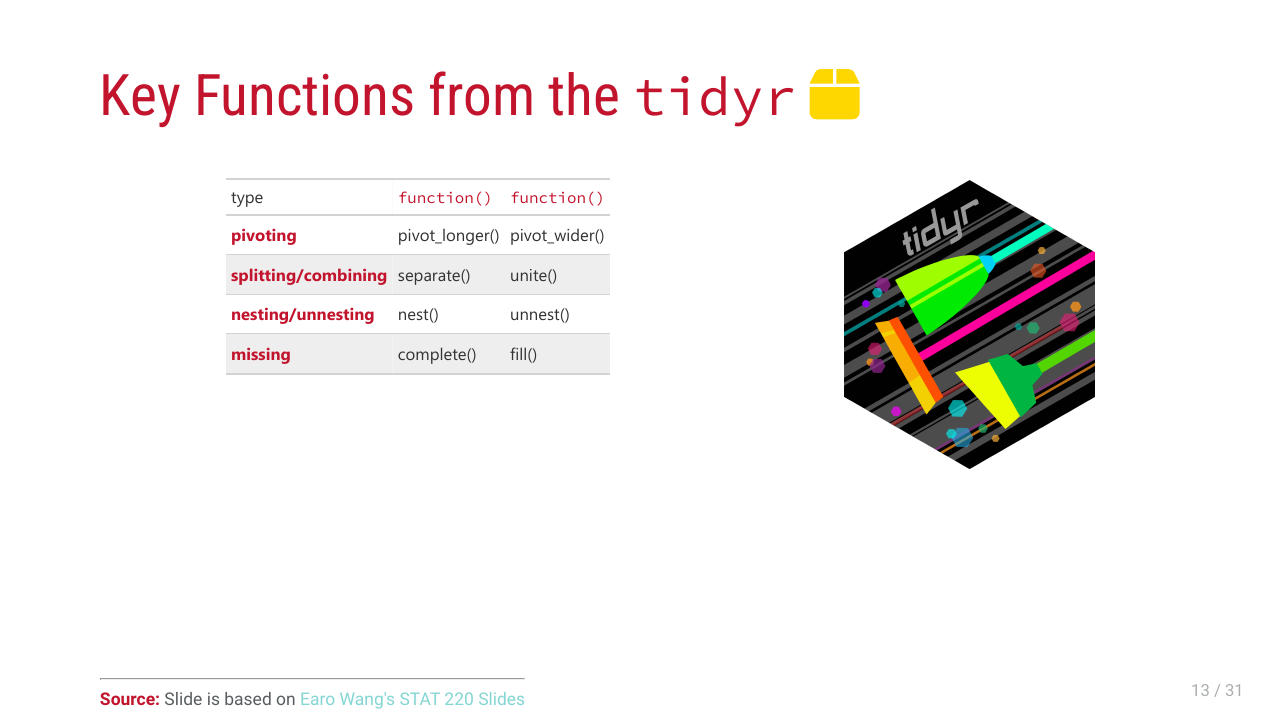 Key Functions from the tidyr
type function() function()
pivoting pivot_longer() pivot_wider()
splitting/combining separate() unite()
nesting/unnesting nest() unnest()
missing complete() fill()
tidyr
Source: Slide is based on Earo Wang's STAT 220 Slides
13 / 31